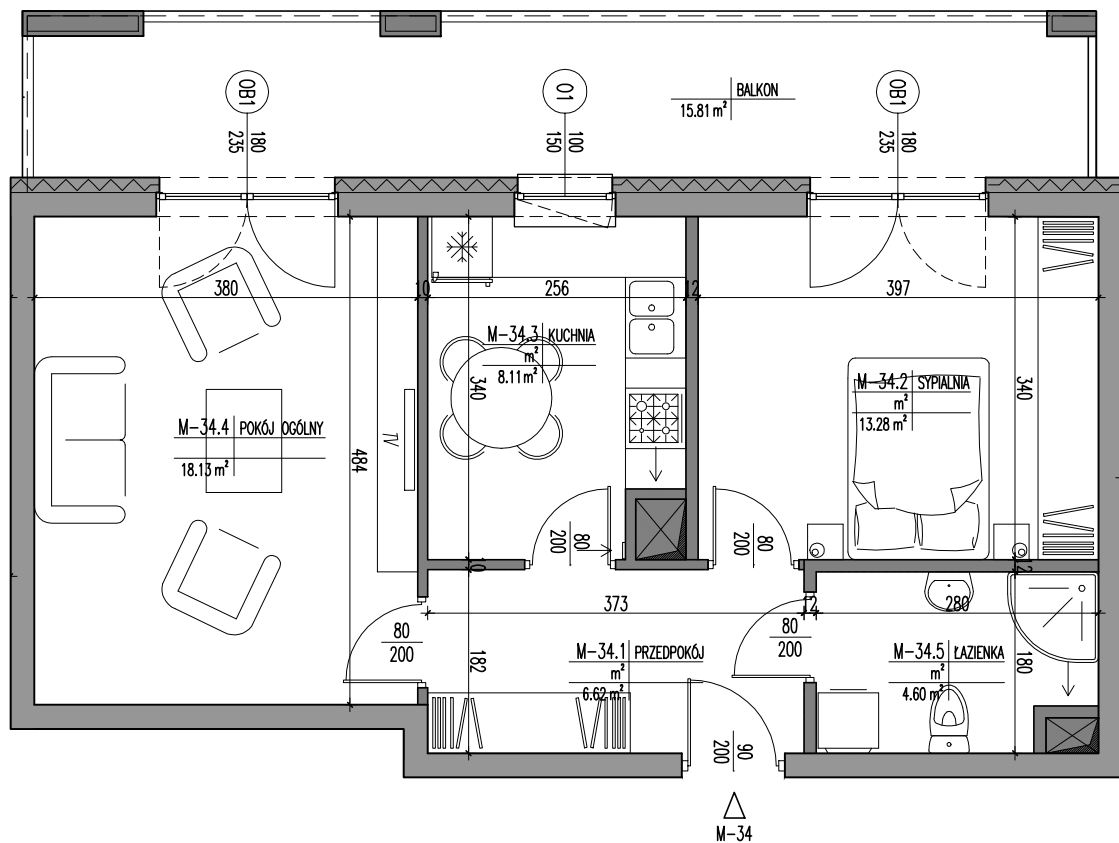 BALKON
15.81 m²
OB1
180
235
O1
100
150
OB1
180
235
380
10
256
12
397
M-34.3 KUCHNIA
m²
8.11 m²
340
M-34.2 SYPIALNIA
m²
13.28 m²
340
M-34.4 POKÓJ OGÓLNY
18.13 m²
484
TV
80
200
80
200
10
12
373
12
280
80
200
182
M-34.1 PRZEDPOKÓJ
m²
6.62 m²
80
200
M-34.5 ŁAZIENKA
m²
4.60 m²
180
90
200
M-34